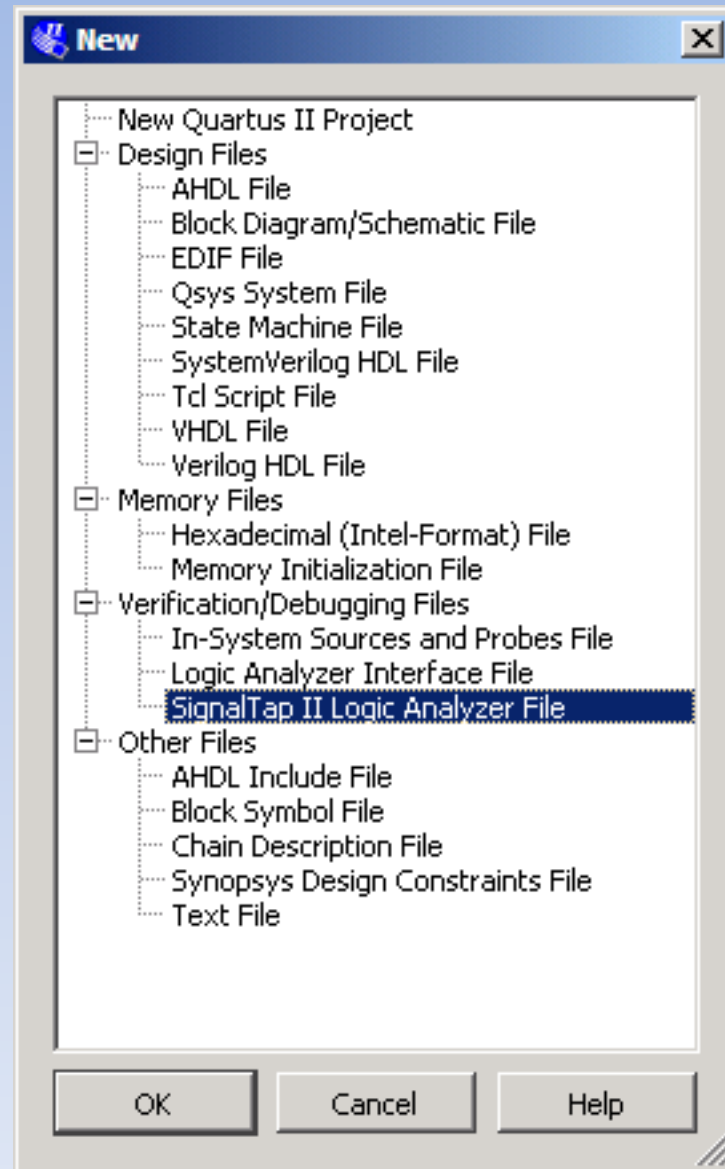 New
New Quartus II Project
Design Files
AHDL File
Block Diagram/Schematic File
EDIF File
Qsys System File
State Machine File
SystemVerilog HDL File
Tcl Script File
VHDL File
Verilog HDL File
Memory Files
Hexadecimal (Intel-Format) File
Memory Initialization File
Verification/Debugging Files
In-System Sources and Probes File
Logic Analyzer Interface File
SignalTap II Logic Analyzer File
Other Files
AHDL Include File
Block Symbol File
Chain Description File
Synopsys Design Constraints File
Text File
OK Cancel Help